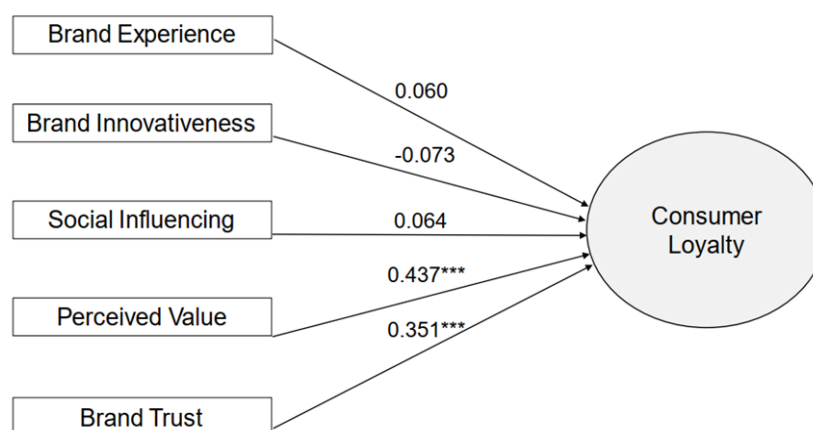 Brand Experience
0.060
Brand Innovativeness
-0.073
Social Influencing
0.064
Consumer
Loyalty
Perceived Value
0.437***
Brand Trust
0.351***